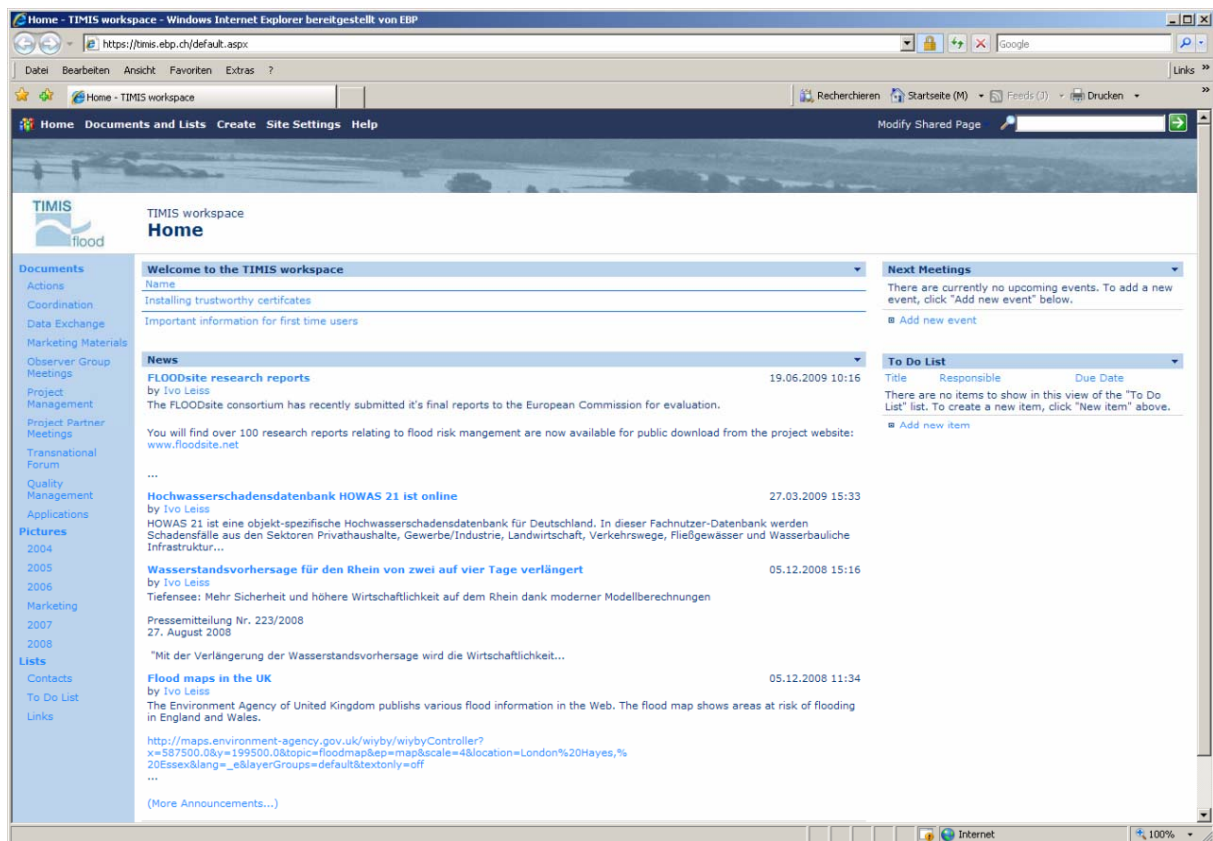 Home - TIMIS workspace - Windows Internet Explorer bereitgestellt von EBP
https://timis.ebp.ch/default.aspx
Google
Datei Bearbeiten Ansicht Favoriten Extras ?
Links »
Home - TIMIS workspace
Recherchieren Startseite (M) Feeds (J) Drucken »
Home Documents and Lists Create Site Settings Help
Modify Shared Page
TIMIS
flood
TIMIS workspace
Home
Documents
Actions
Coordination
Data Exchange
Marketing Materials
Observer Group
Meetings
Project
Management
Project Partner
Meetings
Transnational
Forum
Quality
Management
Applications
Pictures
2004
2005
2006
Marketing
2007
2008
Lists
Contacts
To Do List
Links
Welcome to the TIMIS workspace
Name
Installing trustworthy certifcates
Important information for first time users
News
FLOODsite research reports 19.06.2009 10:16
by Ivo Leiss
The FLOODsite consortium has recently submitted it's final reports to the European Commission for evaluation.
You will find over 100 research reports relating to flood risk mangement are now available for public download from the project website:
www.floodsite.net
...
Hochwasserschadensdatenbank HOWAS 21 ist online 27.03.2009 15:33
by Ivo Leiss
HOWAS 21 ist eine objekt-spezifische Hochwasserschadensdatenbank für Deutschland. In dieser Fachnutzer-Datenbank werden
Schadensfälle aus den Sektoren Privathaushalte, Gewerbe/Industrie, Landwirtschaft, Verkehrswege, Fließgewässer und Wasserbauliche
Infrastruktur...
Wasserstandsvorhersage für den Rhein von zwei auf vier Tage verlängert 05.12.2008 15:16
by Ivo Leiss
Tiefensee: Mehr Sicherheit und höhere Wirtschaftlichkeit auf dem Rhein dank moderner Modellberechnungen
Pressemitteilung Nr. 223/2008
27. August 2008
"Mit der Verlängerung der Wasserstandsvorhersage wird die Wirtschaftlichkeit...
Flood maps in the UK 05.12.2008 11:34
by Ivo Leiss
The Environment Agency of United Kingdom publishs various flood information in the Web. The flood map shows areas at risk of flooding
in England and Wales.
http://maps.environment-agency.gov.uk/wiyby/wiybyController?
x=587500.0&y=199500.0&topic=floodmap&ep=map&scale=4&location=London%20Hayes,%
20Essex&lang=_e&layerGroups=default&textonly=off
...
(More Announcements...)
Next Meetings
There are currently no upcoming events. To add a new
event, click "Add new event" below.
Add new event
To Do List
Title Responsible Due Date
There are no items to show in this view of the "To Do
List" list. To create a new item, click "New item" above.
Add new item
Internet
100%